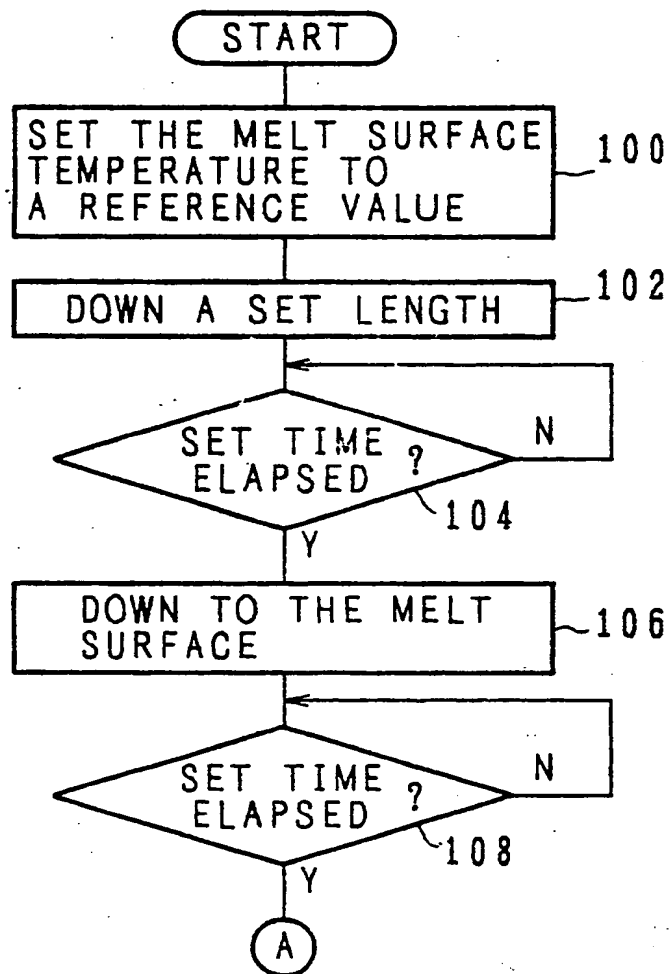 START
SET THE MELT SURFACE
TEMPERATURE TO
A REFERENCE VALUE
100
DOWN A SET LENGTH
102
SET TIME
ELAPSED ?
N
104
Y
DOWN TO THE MELT
SURFACE
106
SET TIME
ELAPSED ?
N
108
Y
A